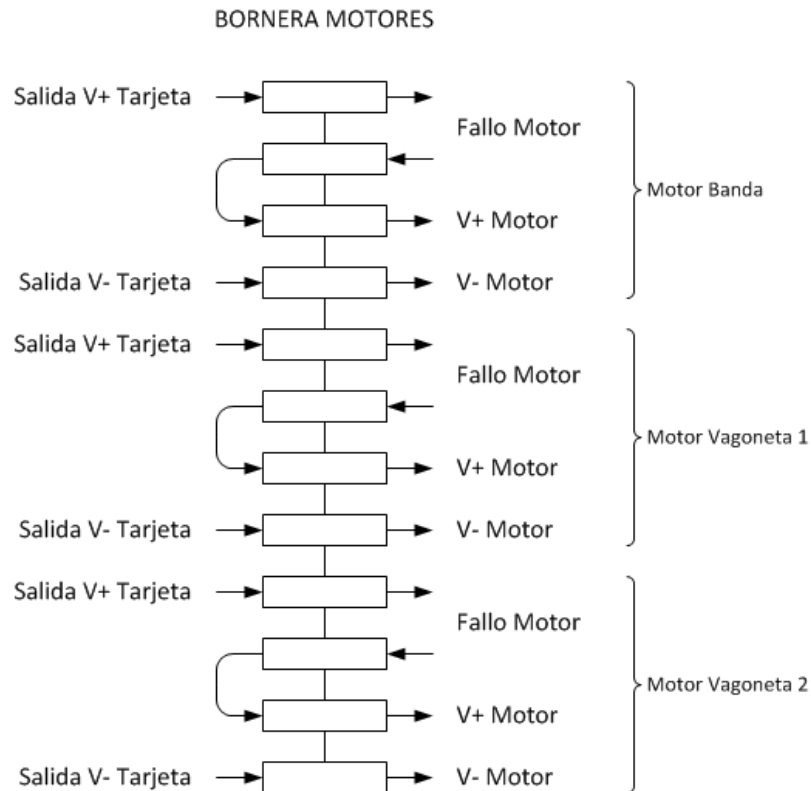 BORNERA MOTORES
Salida V+ Tarjeta
Fallo Motor
Motor Banda
V+ Motor
Salida V- Tarjeta
V- Motor
Salida V+ Tarjeta
Fallo Motor
Motor Vagoneta 1
V+ Motor
Salida V- Tarjeta
V- Motor
Salida V+ Tarjeta
Fallo Motor
Motor Vagoneta 2
V+ Motor
Salida V- Tarjeta
V- Motor